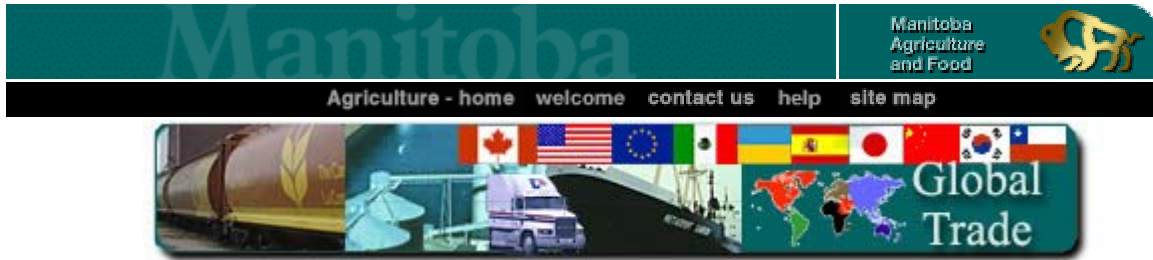 Manitoba
Manitoba
Agriculture
and Food
Agriculture - home welcome contact us help site map
Global
Trade